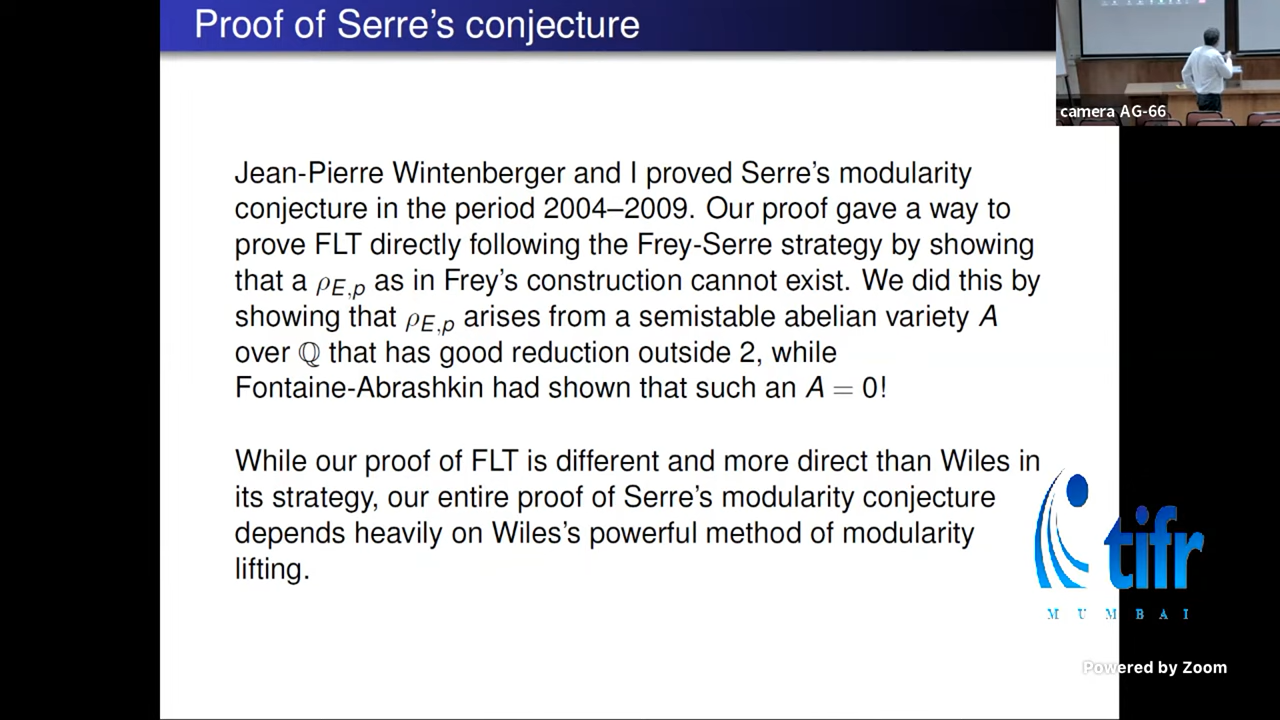 Proof of Serre's conjecture
camera AG-66
Jean-Pierre Wintenberger and I proved Serre's modularity
conjecture in the period 2004–2009. Our proof gave a way to
prove FLT directly following the Frey-Serre strategy by showing
that a ρE,p as in Frey's construction cannot exist. We did this by
showing that ρE,p arises from a semistable abelian variety A
over ℚ that has good reduction outside 2, while
Fontaine-Abrashkin had shown that such an A = 0!
While our proof of FLT is different and more direct than Wiles in
its strategy, our entire proof of Serre's modularity conjecture
depends heavily on Wiles's powerful method of modularity
lifting.
tifr
MUMBAI
Powered by Zoom